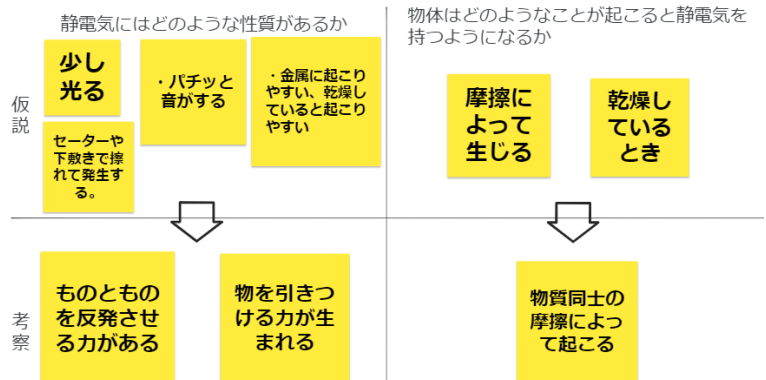 静電気にはどのような性質があるか
物体はどのようなことが起こると静電気を
持つようになるか
仮説
少し
光る
・パチッと
音がする
・金属に起こり
やすい、乾燥し
ていると起こり
やすい
セーターや
下敷きで擦
れて発生す
る。
摩擦に
よって
生じる
乾燥し
ている
とき
考察
ものともの
を反発させ
る力がある
物を引きつ
ける力が生
まれる
物質同士の
摩擦によっ
て起こる